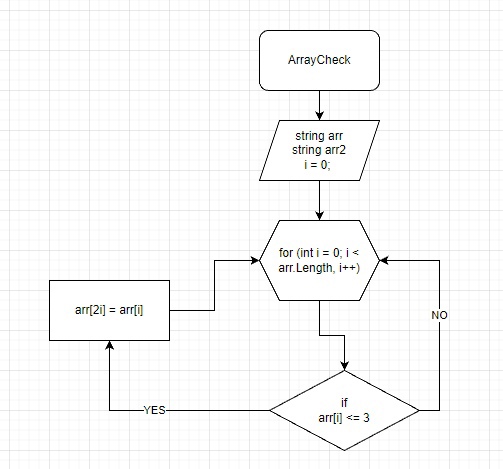 ArrayCheck
string arr
string arr2
i = 0;
for (int i = 0; i <
arr.Length, i++)
arr[2i] = arr[i]
NO
if
arr[i] <= 3
YES